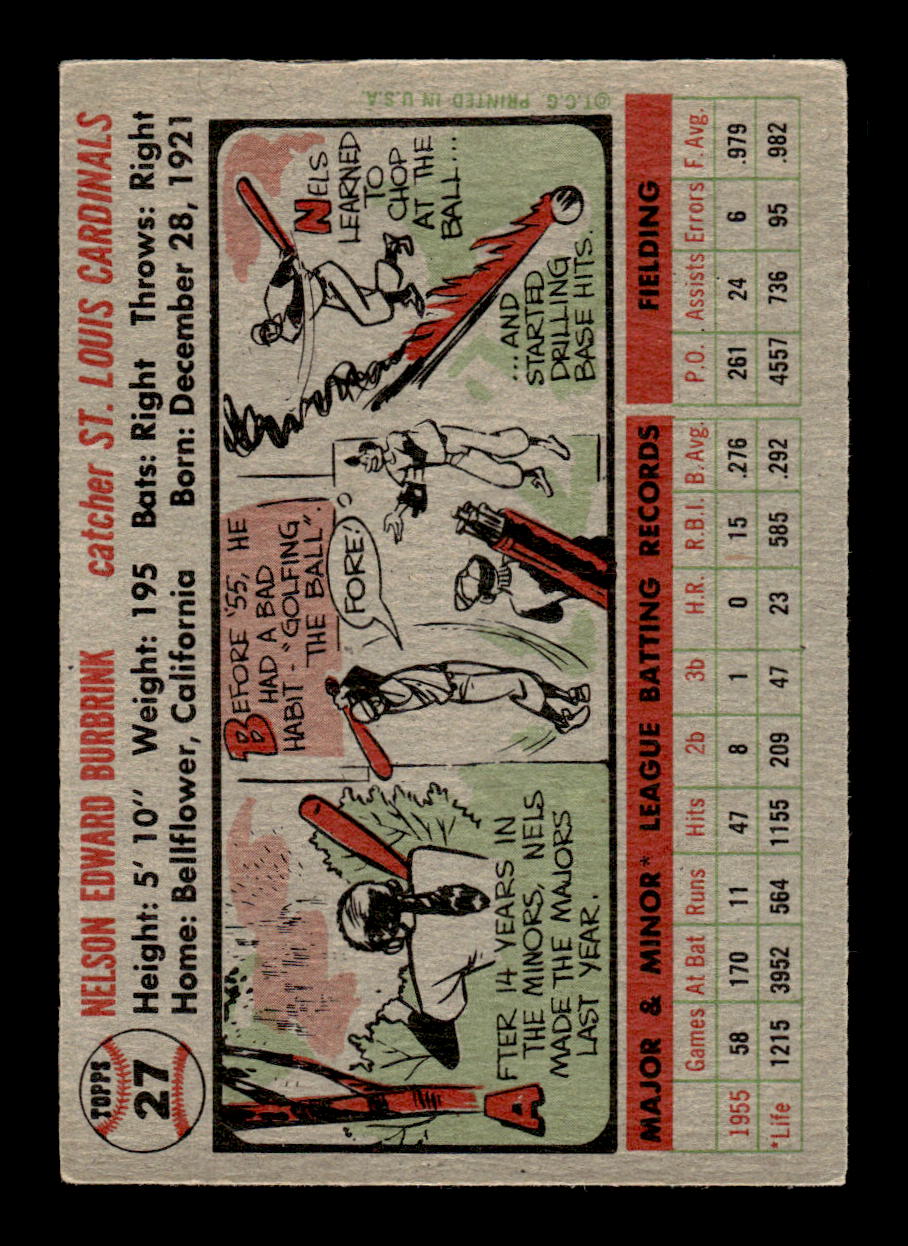 TOPPS
27
NELSON EDWARD BURBRINK catcher ST. LOUIS CARDINALS
Height: 5' 10" Weight: 195 Bats: Right Throws: Right
Home: Bellflower, California Born: December 28, 1921
AFTER 14 YEARS IN
THE MINORS, NELS
MADE THE MAJORS
LAST YEAR.
BEFORE '55, HE
HAD A BAD
HABIT - "GOLFING
THE BALL".
FORE!
NELS
LEARNED
TO
CHOP
AT THE
BALL...
...AND
STARTED
DRILLING
BASE HITS.
©T.C.G. PRINTED IN U.S.A.
MAJOR & MINOR* LEAGUE BATTING RECORDS FIELDING
Games At Bat Runs Hits 2b 3b H.R. R.B.I. B.Avg. P.O. Assists Errors F. Avg.
1955 58 170 11 47 8 1 0 15 .276 261 24 6 .979
*Life 1215 3952 564 1155 209 47 23 585 .292 4557 736 95 .982